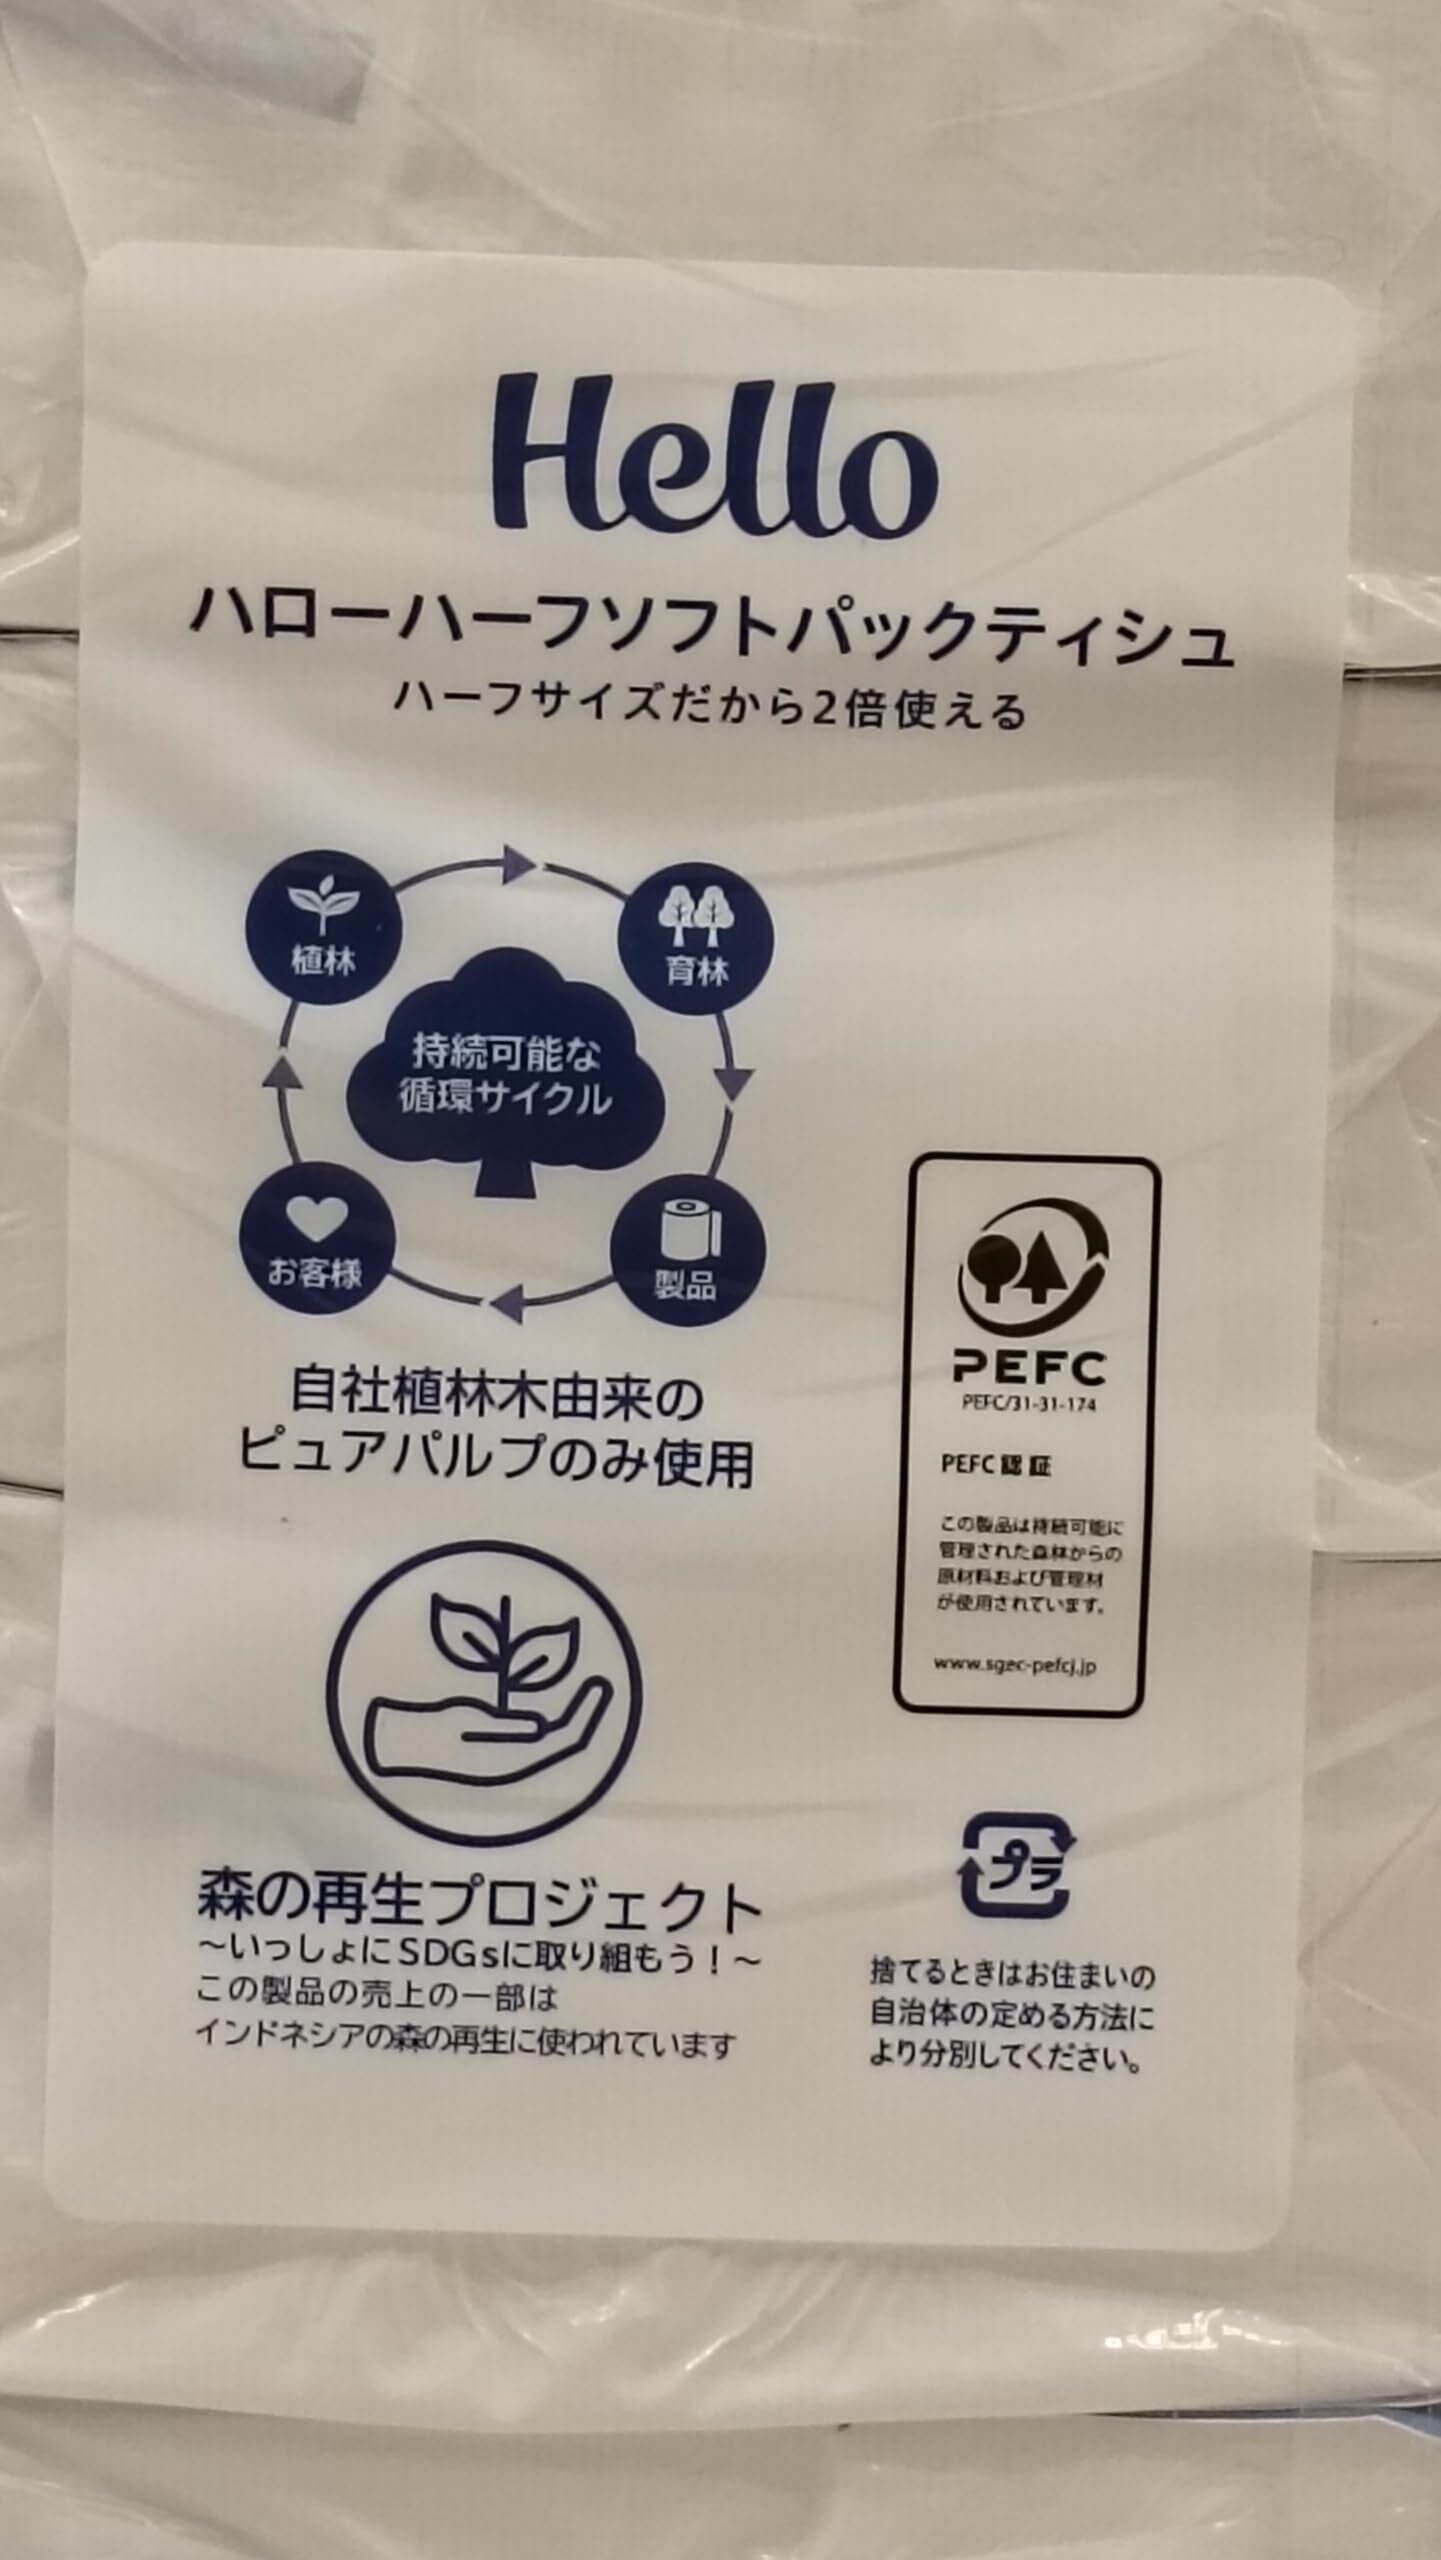 Hello
ハローハーフソフトパックティシュ
ハーフサイズだから2倍使える
植林
育林
持続可能な
循環サイクル
お客様
製品
自社植林木由来の
ピュアパルプのみ使用
PEFC
PEFC/31-31-174
PEFC 認証
この製品は持続可能に
管理された森林からの
原材料および管理材
が使用されています。
www.sgec-pefcj.jp
森の再生プロジェクト
～いっしょにSDGsに取り組もう！～
この製品の売上の一部は
インドネシアの森の再生に使われています
プラ
捨てるときはお住まいの
自治体の定める方法に
より分別してください。